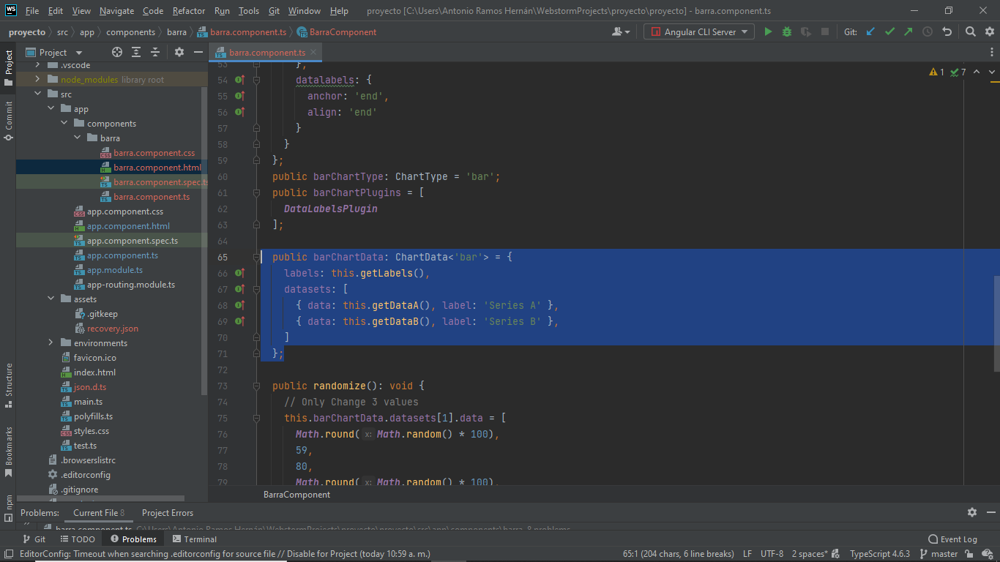 WS File Edit View Navigate Code Refactor Run Tools Git Window Help proyecto [C:\Users\Antonio Ramos Hernán\WebstormProjects\proyecto\proyecto] - barra.component.ts
proyecto src app components barra barra.component.ts BarraComponent Angular CLI Server Git:
Project
barra.component.ts
.vscode
node_modules library root
src
app
components
barra
barra.component.css
barra.component.html
barra.component.spec.ts
barra.component.ts
app.component.css
app.component.html
app.component.spec.ts
app.component.ts
app.module.ts
app-routing.module.ts
assets
.gitkeep
recovery.json
environments
favicon.ico
index.html
json.d.ts
main.ts
polyfills.ts
styles.css
test.ts
.browserslistrc
.editorconfig
.gitignore
Project
Commit
Structure
Bookmarks
npm
1 7
53 },
54 datalabels: {
55 anchor: 'end',
56 align: 'end'
57 }
58 }
59 };
60 public barChartType: ChartType = 'bar';
61 public barChartPlugins = [
62 DataLabelsPlugin
63 ];
64
65 public barChartData: ChartData<'bar'> = {
66 labels: this.getLabels(),
67 datasets: [
68 { data: this.getDataA(), label: 'Series A' },
69 { data: this.getDataB(), label: 'Series B' },
70 ]
71 };
72
73 public randomize(): void {
74 // Only Change 3 values
75 this.barChartData.datasets[1].data = [
76 Math.round( x: Math.random() * 100),
77 59,
78 80,
79 Math.round( x: Math.random() * 100),
BarraComponent
Problems: Current File 8 Project Errors
barra.component.ts C:\Users\Antonio Ramos Hernán\WebstormProjects\proyecto\proyecto\src\app\components\barra 8 problems
Git TODO Problems Terminal Event Log
EditorConfig: Timeout when searching .editorconfig for source file // Disable for Project (today 10:59 a. m.) 65:1 (204 chars, 6 line breaks) LF UTF-8 2 spaces* TypeScript 4.6.3 master